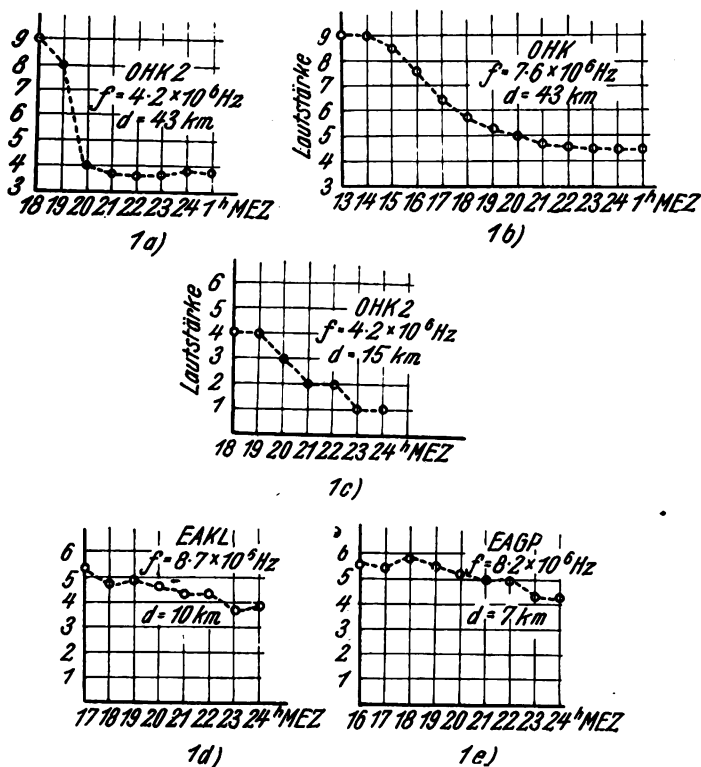 9
8
7
6
5
4
3
OHK2
f = 4·2 × 10⁶ Hz
d = 43 km
18 19 20 21 22 23 24 1 ʰ MEZ
1a)
Lautstärke
9
8
7
6
5
4
3
OHK
f = 7·6 × 10⁶ Hz
d = 43 km
13 14 15 16 17 18 19 20 21 22 23 24 1 ʰ MEZ
1b)
Lautstärke
6
5
4
3
2
1
OHK2
f = 4·2 × 10⁶ Hz
d = 15 km
18 19 20 21 22 23 24 ʰ MEZ
1c)
6
5
4
3
2
1
EAKL
f = 8·7 × 10⁶ Hz
d = 10 km
17 18 19 20 21 22 23 24 ʰ MEZ
1d)
6
5
4
3
2
1
EAGP
f = 8·2 × 10⁶ Hz
d = 7 km
16 17 18 19 20 21 22 23 24 ʰ MEZ
1e)